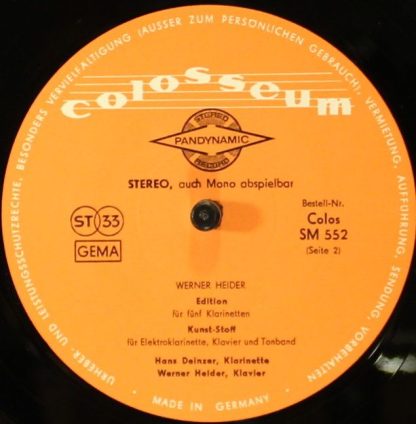 URHEBER- UND LEISTUNGSSCHUTZRECHTE, BESONDERS VERVIELFÄLTIGUNG (AUSSER ZUM PERSÖNLICHEN GEBRAUCH), VERMIETUNG, AUFFÜHRUNG, SENDUNG VORBEHALTEN
colosseum
STEREO
PANDYNAMIC
RECORD
STEREO, auch Mono abspielbar
ST 33
GEMA
Bestell-Nr.
Colos
SM 552
(Seite 2)
WERNER HEIDER
Edition
für fünf Klarinetten
Kunst-Stoff
für Elektroklarinette, Klavier und Tonband
Hans Deinzer, Klarinette
Werner Heider, Klavier
• MADE IN GERMANY •